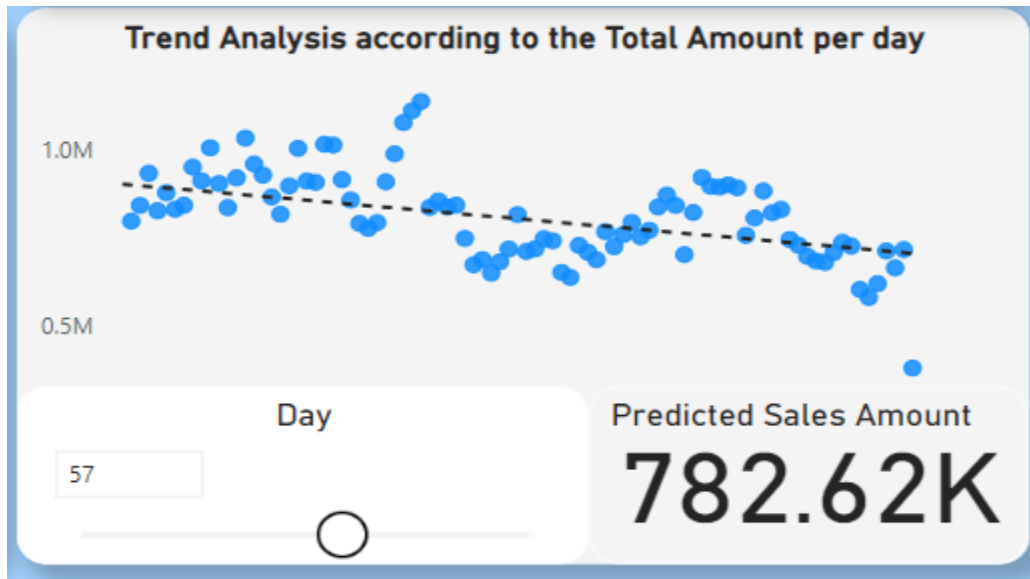 Trend Analysis according to the Total Amount per day
1.0M
0.5M
Day
57
Predicted Sales Amount
782.62K